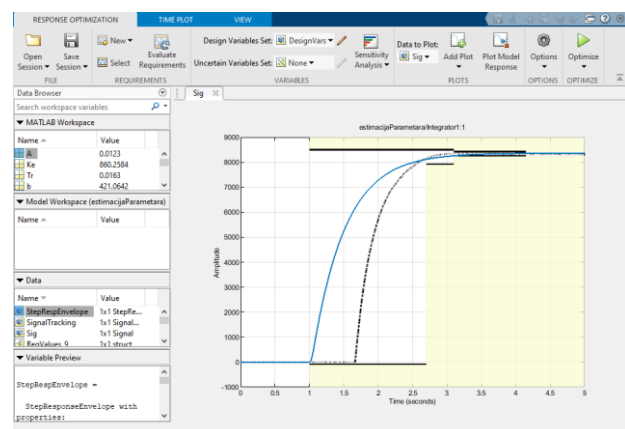 RESPONSE OPTIMIZATION TIME PLOT VIEW
New
Design Variables Set: DesignVars
Data to Plot:
Open Session
Save Session
Select
Evaluate Requirements
Uncertain Variables Set: None
Sensitivity Analysis
Sig
Add Plot
Plot Model Response
Options
Optimize
FILE REQUIREMENTS VARIABLES PLOTS OPTIONS OPTIMIZE
Data Browser
Sig
Search workspace variables
MATLAB Workspace
Name Value
A 0.0123
Ke 860.2584
Tr 0.0163
b 421.0642
Model Workspace (estimacijaParametara)
Name Value
Data
Name Value
StepRespEnvelope 1x1 StepRe...
SignalTracking 1x1 Signal...
Sig 1x1 Signal
ReqValues_9 1x1 struct
Variable Preview
StepRespEnvelope =
StepResponseEnvelope with
properties:
estimacijaParametara/Integrator1:1
9000
8000
7000
6000
5000
4000
3000
2000
1000
0
-1000
Amplitude
0 0.5 1 1.5 2 2.5 3 3.5 4 4.5 5
Time (seconds)